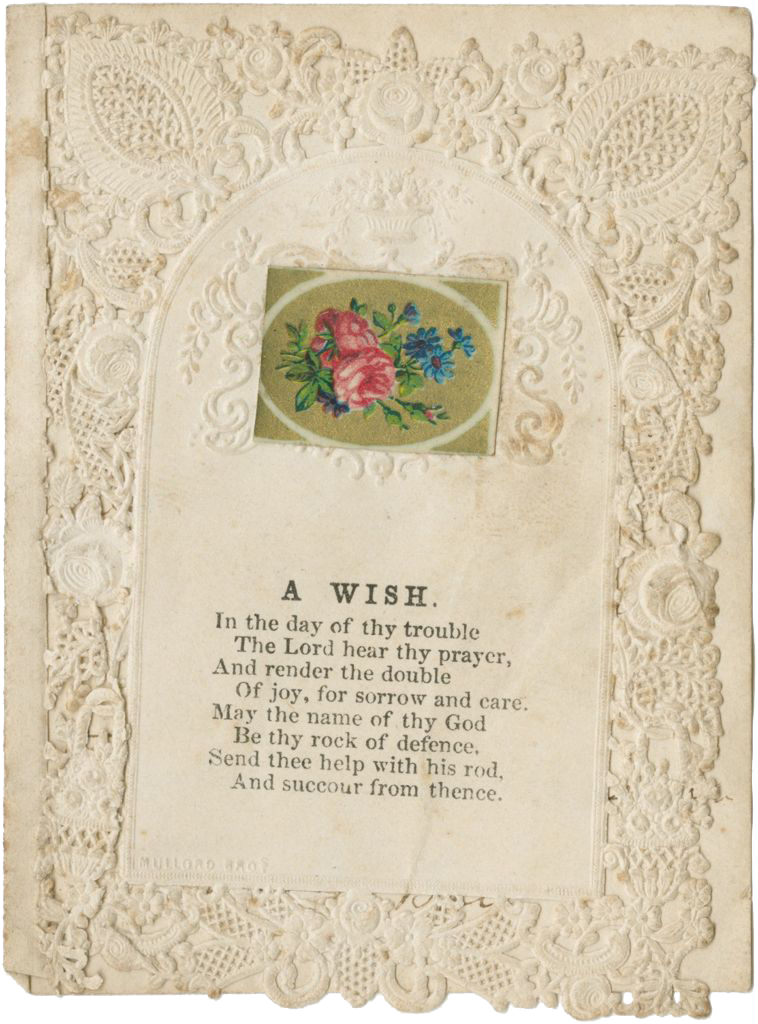 A WISH.
In the day of thy trouble
The Lord hear thy prayer,
And render the double
Of joy, for sorrow and care.
May the name of thy God
Be thy rock of defence,
Send thee help with his rod,
And succour from thence.